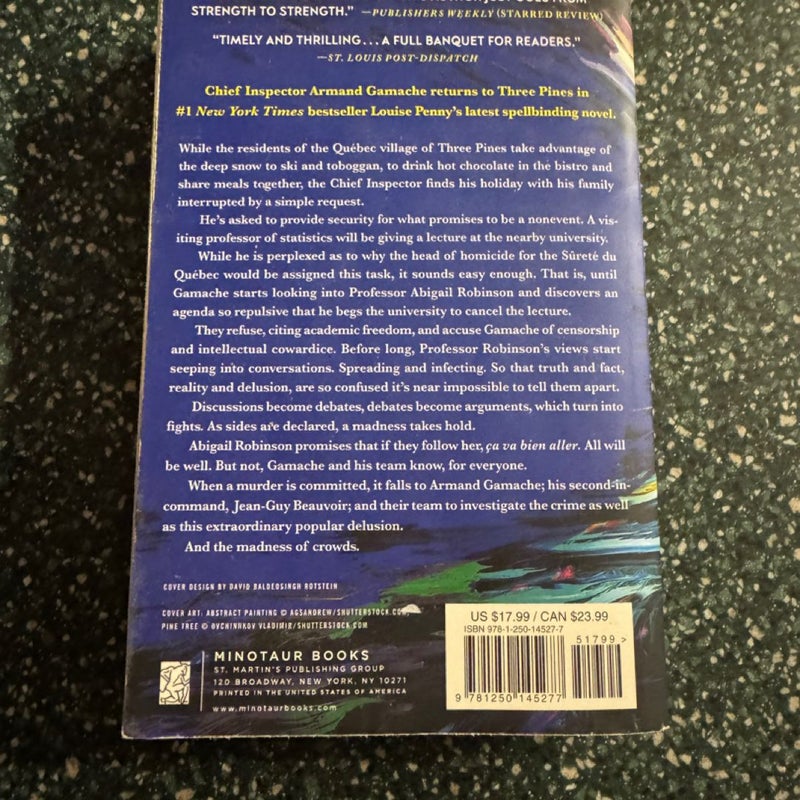 STRENGTH TO STRENGTH." —PUBLISHERS WEEKLY (STARRED REVIEW)
"TIMELY AND THRILLING...A FULL BANQUET FOR READERS."
—ST. LOUIS POST-DISPATCH
Chief Inspector Armand Gamache returns to Three Pines in
#1 New York Times bestseller Louise Penny's latest spellbinding novel.
While the residents of the Québec village of Three Pines take advantage of
the deep snow to ski and toboggan, to drink hot chocolate in the bistro and
share meals together, the Chief Inspector finds his holiday with his family
interrupted by a simple request.
He's asked to provide security for what promises to be a nonevent. A vis-
iting professor of statistics will be giving a lecture at the nearby university.
While he is perplexed as to why the head of homicide for the Sûreté du
Québec would be assigned this task, it sounds easy enough. That is, until
Gamache starts looking into Professor Abigail Robinson and discovers an
agenda so repulsive that he begs the university to cancel the lecture.
They refuse, citing academic freedom, and accuse Gamache of censorship
and intellectual cowardice. Before long, Professor Robinson's views start
seeping into conversations. Spreading and infecting. So that truth and fact,
reality and delusion, are so confused it's near impossible to tell them apart.
Discussions become debates, debates become arguments, which turn into
fights. As sides are declared, a madness takes hold.
Abigail Robinson promises that if they follow her, ça va bien aller. All will
be well. But not, Gamache and his team know, for everyone.
When a murder is committed, it falls to Armand Gamache; his second-in-
command, Jean-Guy Beauvoir; and their team to investigate the crime as well
as this extraordinary popular delusion.
And the madness of crowds.
COVER DESIGN BY DAVID BALDEOSINGH ROTSTEIN
COVER ART: ABSTRACT PAINTING © AGSANDREW/SHUTTERSTOCK.COM,
PINE TREE © OVCHINNKOV VLADIMIR/SHUTTERSTOCK.COM
MINOTAUR BOOKS
ST. MARTIN'S PUBLISHING GROUP
120 BROADWAY, NEW YORK, NY 10271
PRINTED IN THE UNITED STATES OF AMERICA
www.minotaurbooks.com
US $17.99 / CAN $23.99
ISBN 978-1-250-14527-7
51799>
9 781250 145277